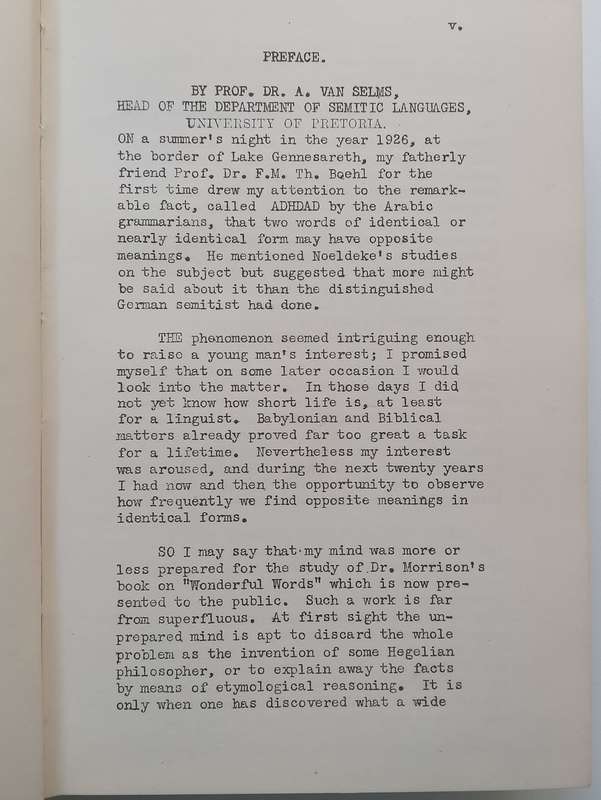 v.
PREFACE.
BY PROF. DR. A. VAN SELMS,
HEAD OF THE DEPARTMENT OF SEMITIC LANGUAGES,
UNIVERSITY OF PRETORIA.
ON a summer's night in the year 1926, at
the border of Lake Gennesareth, my fatherly
friend Prof. Dr. F.M. Th. Boehl for the
first time drew my attention to the remark-
able fact, called ADHDAD by the Arabic
grammarians, that two words of identical or
nearly identical form may have opposite
meanings. He mentioned Noeldeke's studies
on the subject but suggested that more might
be said about it than the distinguished
German semitist had done.
THE phenomenon seemed intriguing enough
to raise a young man's interest; I promised
myself that on some later occasion I would
look into the matter. In those days I did
not yet know how short life is, at least
for a linguist. Babylonian and Biblical
matters already proved far too great a task
for a lifetime. Nevertheless my interest
was aroused, and during the next twenty years
I had now and then the opportunity to observe
how frequently we find opposite meanings in
identical forms.
SO I may say that my mind was more or
less prepared for the study of Dr. Morrison's
book on "Wonderful Words" which is now pre-
sented to the public. Such a work is far
from superfluous. At first sight the un-
prepared mind is apt to discard the whole
problem as the invention of some Hegelian
philosopher, or to explain away the facts
by means of etymological reasoning. It is
only when one has discovered what a wide